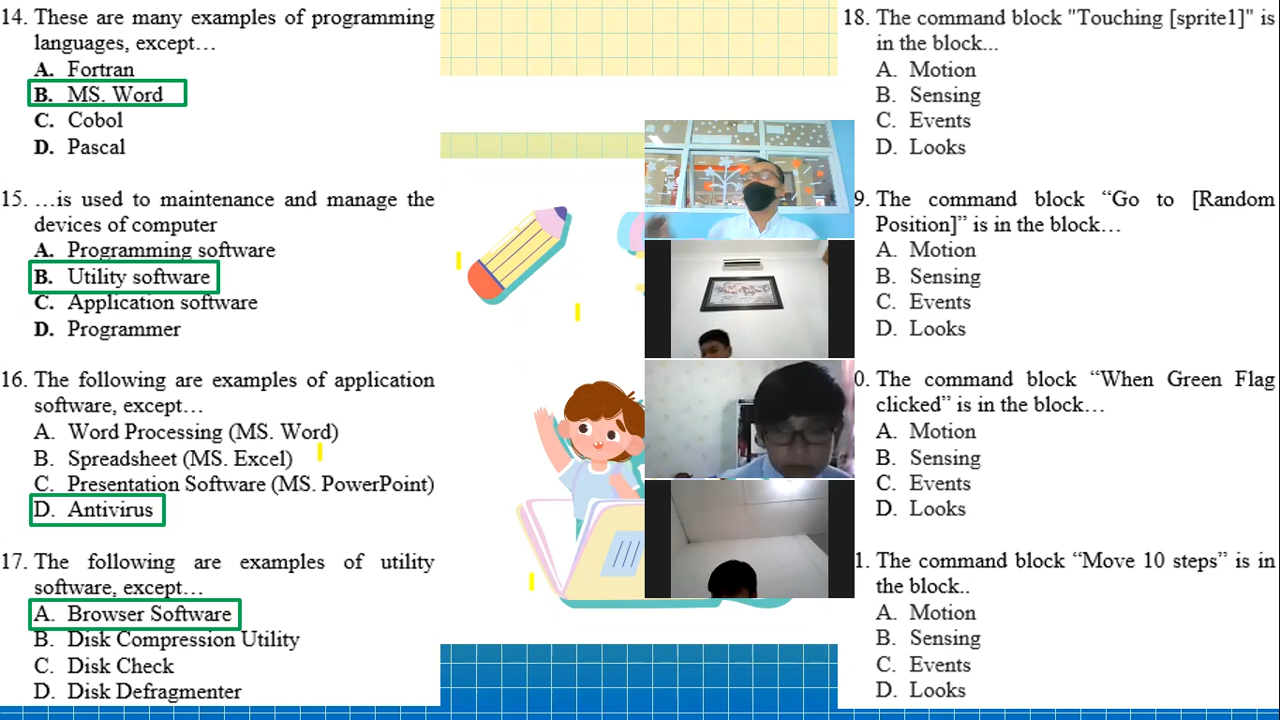 14. These are many examples of programming
languages, except…
A. Fortran
B. MS. Word
C. Cobol
D. Pascal
15. …is used to maintenance and manage the
devices of computer
A. Programming software
B. Utility software
C. Application software
D. Programmer
16. The following are examples of application
software, except…
A. Word Processing (MS. Word)
B. Spreadsheet (MS. Excel)
C. Presentation Software (MS. PowerPoint)
D. Antivirus
17. The following are examples of utility
software, except…
A. Browser Software
B. Disk Compression Utility
C. Disk Check
D. Disk Defragmenter
18. The command block "Touching [sprite1]" is
in the block...
A. Motion
B. Sensing
C. Events
D. Looks
9. The command block “Go to [Random
Position]” is in the block…
A. Motion
B. Sensing
C. Events
D. Looks
0. The command block “When Green Flag
clicked” is in the block…
A. Motion
B. Sensing
C. Events
D. Looks
1. The command block “Move 10 steps” is in
the block..
A. Motion
B. Sensing
C. Events
D. Looks